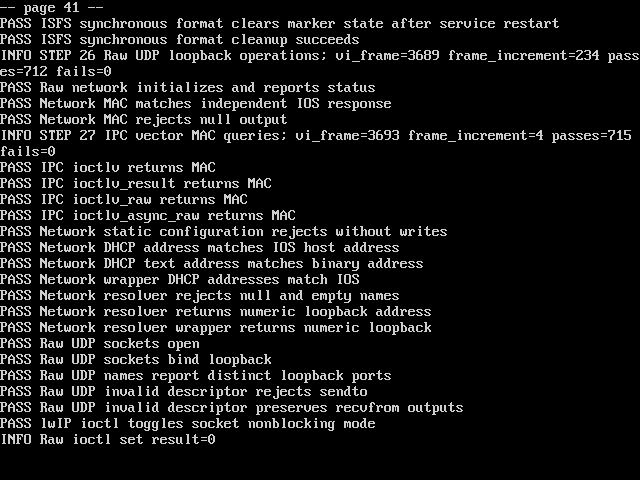 -- page 41 --
PASS ISFS synchronous format clears marker state after service restart
PASS ISFS synchronous format cleanup succeeds
INFO STEP 26 Raw UDP loopback operations; vi_frame=3689 frame_increment=234 pass
es=712 fails=0
PASS Raw network initializes and reports status
PASS Network MAC matches independent IOS response
PASS Network MAC rejects null output
INFO STEP 27 IPC vector MAC queries; vi_frame=3693 frame_increment=4 passes=715
fails=0
PASS IPC ioctlv returns MAC
PASS IPC ioctlv_result returns MAC
PASS IPC ioctlv_raw returns MAC
PASS IPC ioctlv_async_raw returns MAC
PASS Network static configuration rejects without writes
PASS Network DHCP address matches IOS host address
PASS Network DHCP text address matches binary address
PASS Network wrapper DHCP addresses match IOS
PASS Network resolver rejects null and empty names
PASS Network resolver returns numeric loopback address
PASS Network resolver wrapper returns numeric loopback
PASS Raw UDP sockets open
PASS Raw UDP sockets bind loopback
PASS Raw UDP names report distinct loopback ports
PASS Raw UDP invalid descriptor rejects sendto
PASS Raw UDP invalid descriptor preserves recvfrom outputs
PASS lwIP ioctl toggles socket nonblocking mode
INFO Raw ioctl set result=0